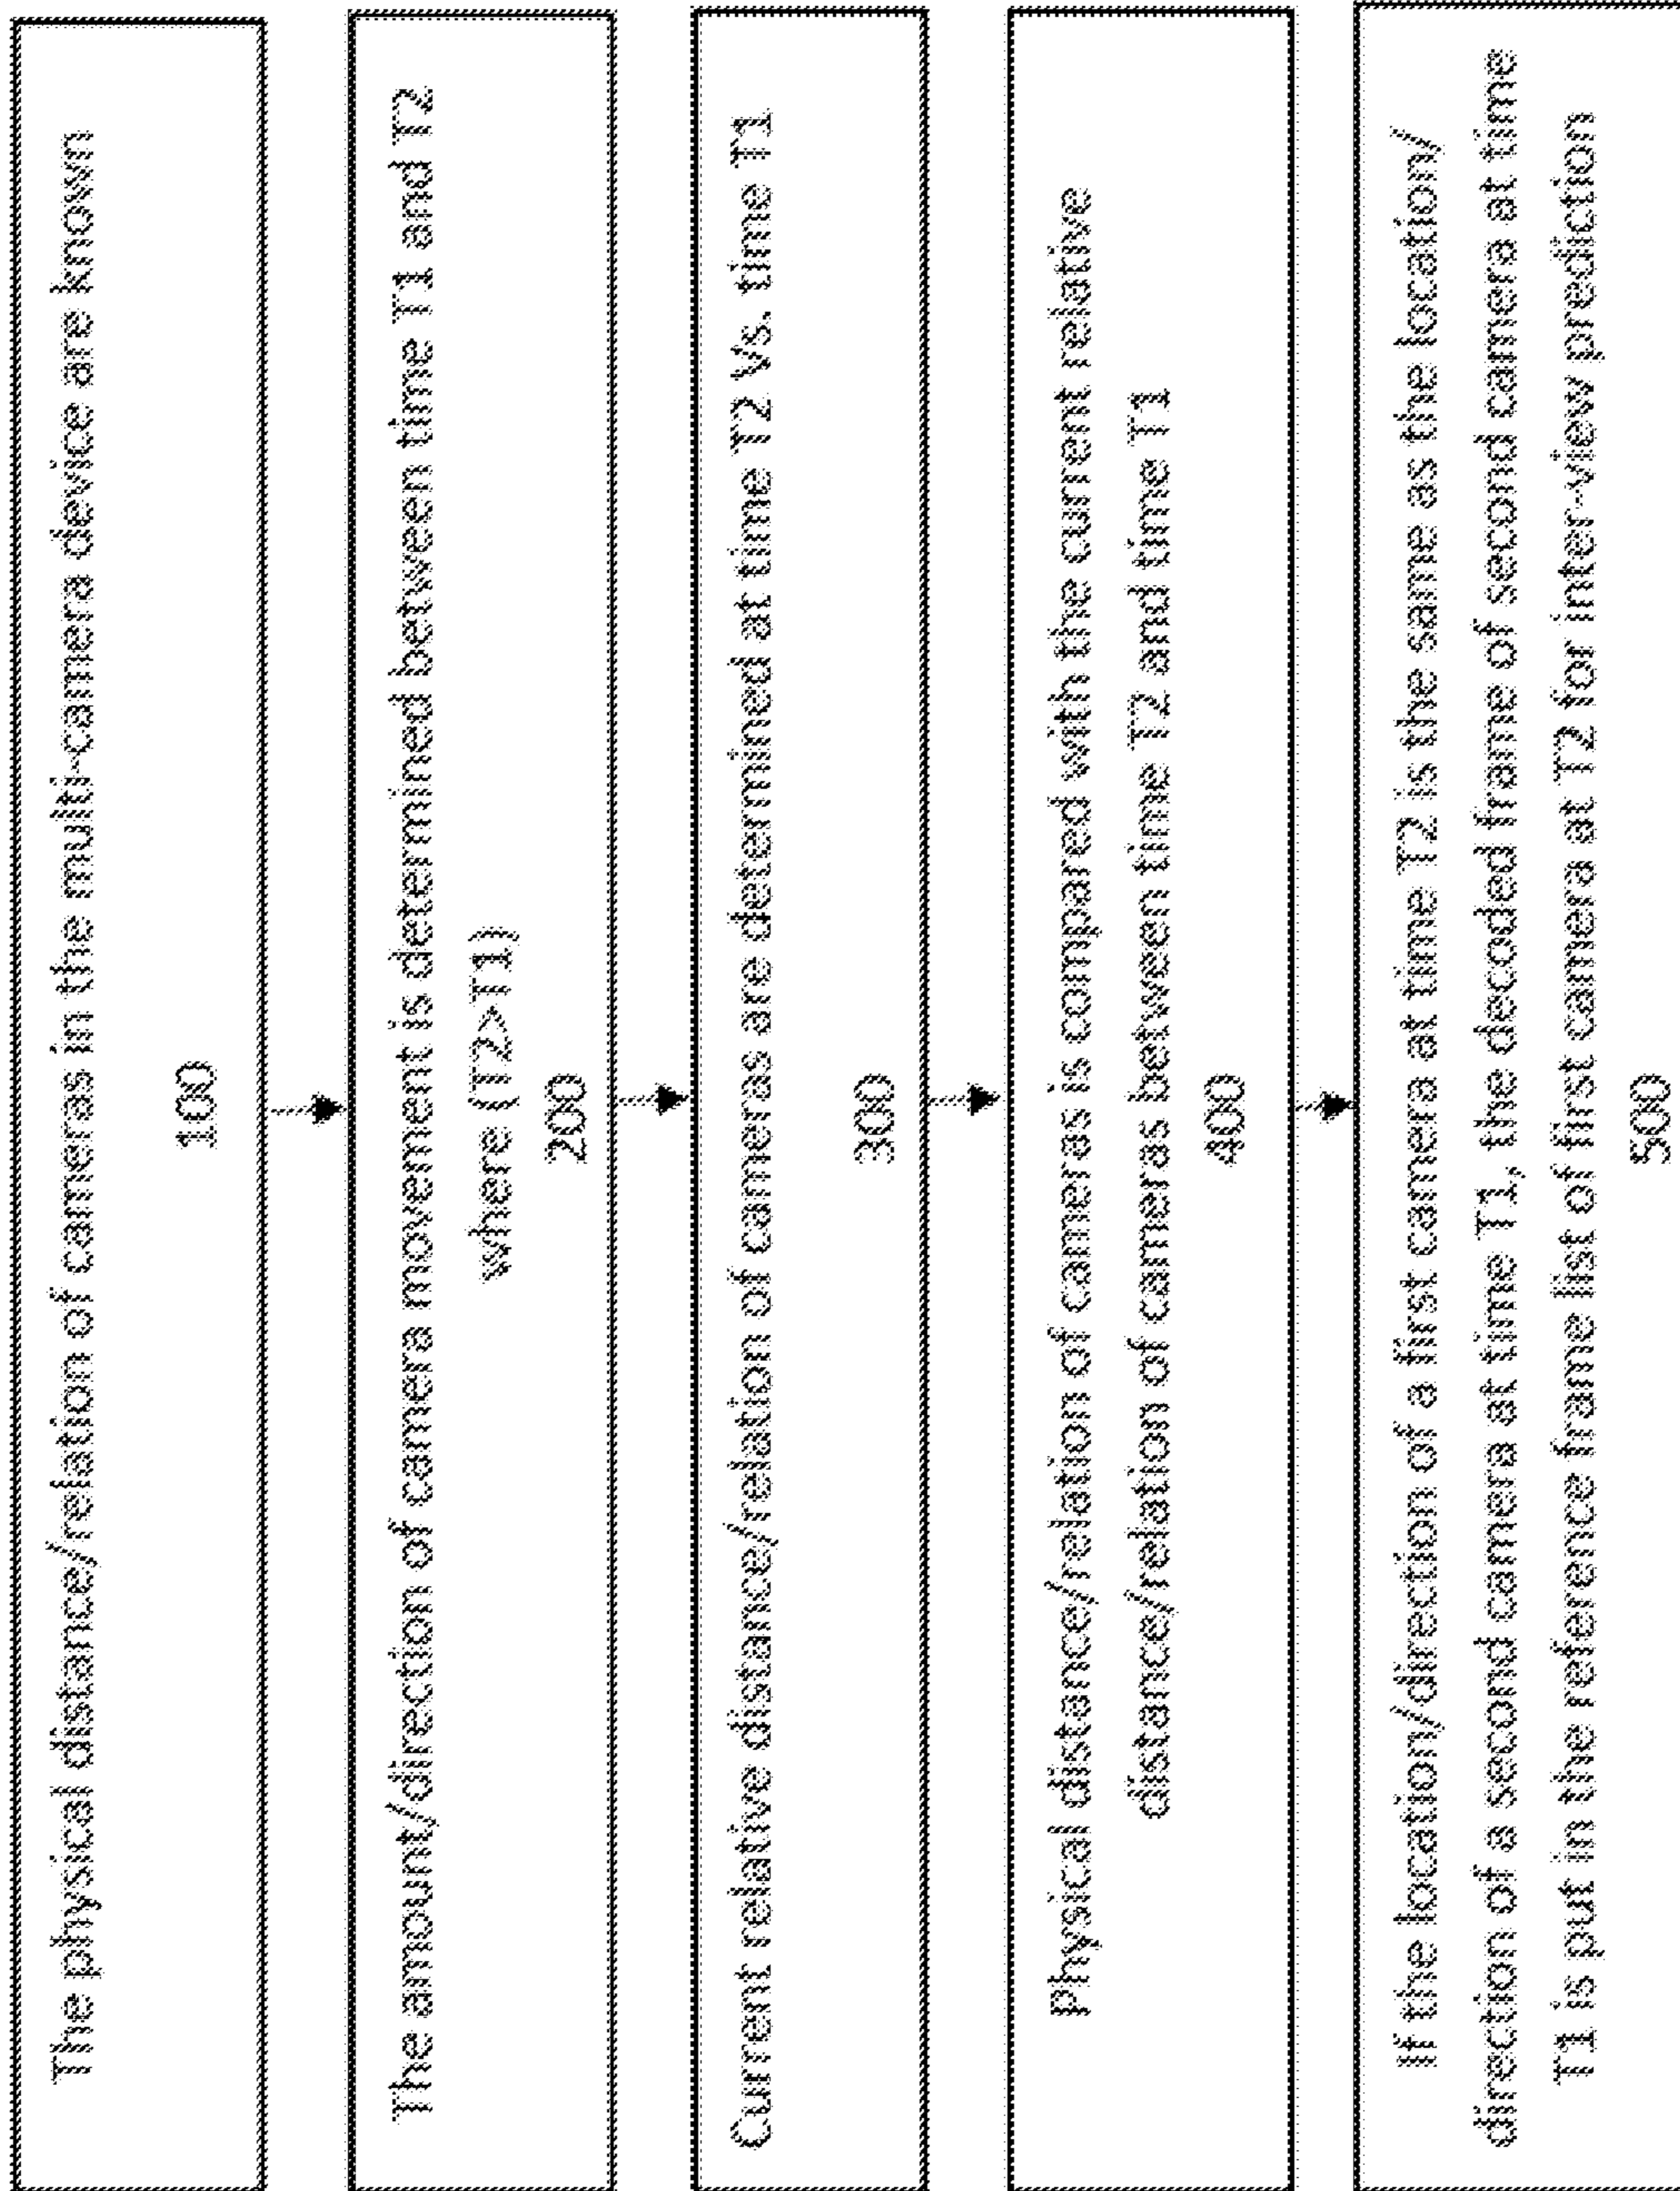 The physical distance/relation of cameras in the multi-camera device are known
100
The amount/direction of camera movement is determined between time T1 and T2
where (T2>T1)
200
Current relative distance/relation of cameras are determined at time T2 Vs. time T1
300
Physical distance/relation of cameras is compared with the current relative
distance/relation of cameras between time T2 and time T1
400
If the location/direction of a first camera at time T2 is the same as the location/
direction of a second camera at time T1, the decoded frame of second camera at time
T1 is put in the reference frame list of first camera at T2 for inter-view prediction
500